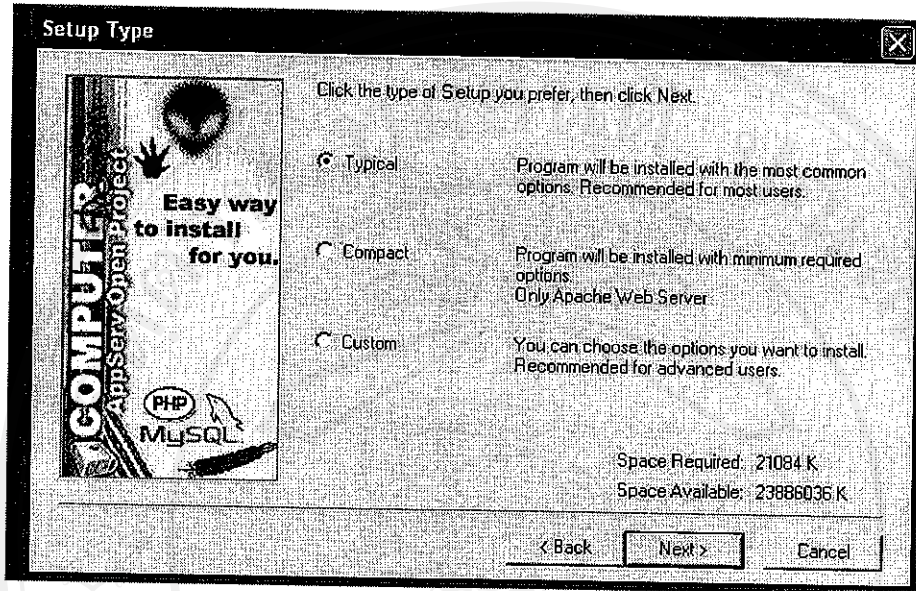 Setup Type
Click the type of Setup you prefer, then click Next.
COMPUTER
AppServ Open Project
Easy way
to install
for you.
PHP
MySQL
Typical
Program will be installed with the most common
options. Recommended for most users.
Compact
Program will be installed with minimum required
options
Only Apache Web Server
Custom
You can choose the options you want to install.
Recommended for advanced users.
Space Required: 21084 K
Space Available: 23886036 K
< Back
Next >
Cancel